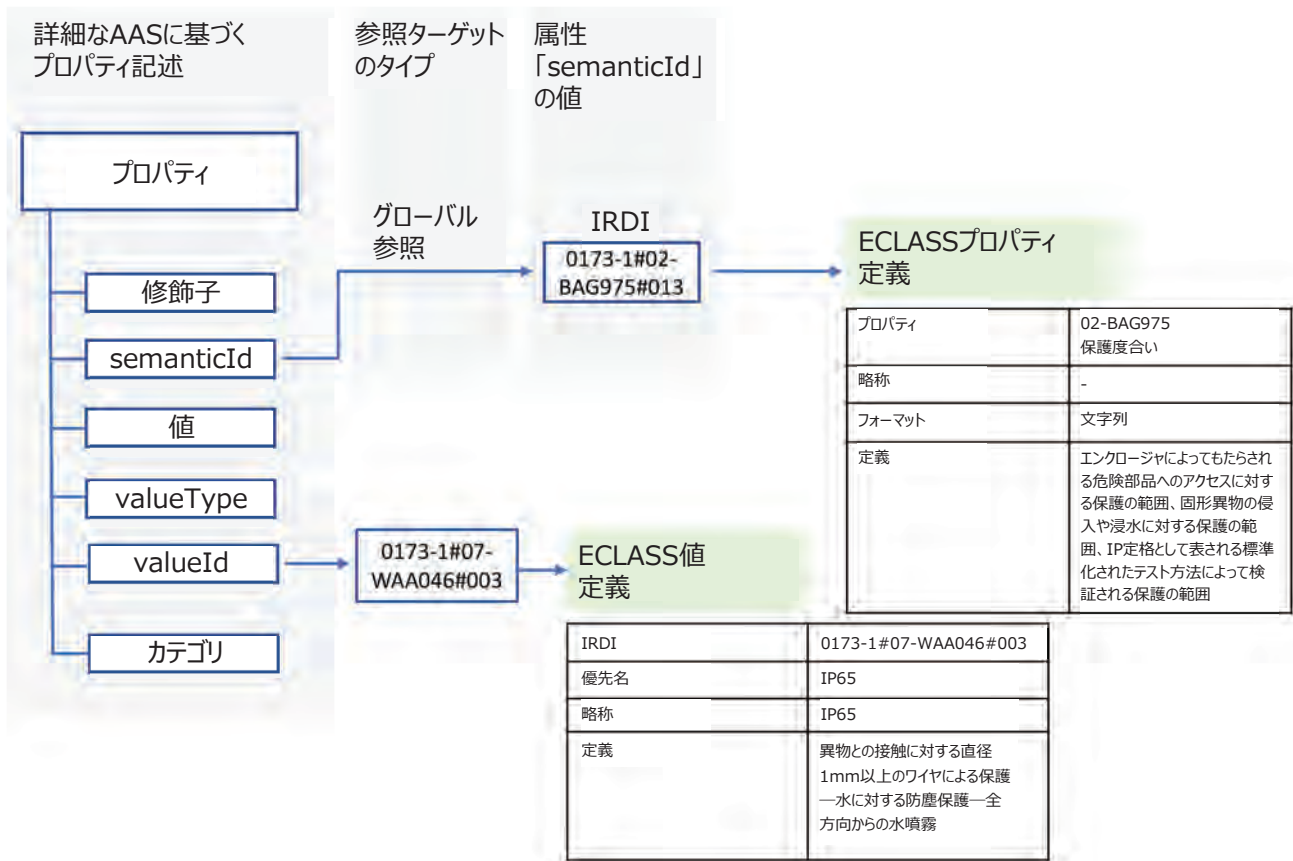 詳細なAASに基づく
プロパティ記述
参照ターゲット
のタイプ
属性
「semanticId」
の値
プロパティ
グローバル
参照
IRDI
0173-1#02-
BAG975#013
ECLASSプロパティ
定義
修飾子
semanticId
値
valueType
valueId
カテゴリ
プロパティ
02-BAG975
保護度合い
略称
-
フォーマット
文字列
定義
エンクロージャによってもたらされ
る危険部品へのアクセスに対す
る保護の範囲、固形異物の侵
入や浸水に対する保護の範
囲、IP定格として表される標準
化されたテスト方法によって検
証される保護の範囲
0173-1#07-
WAA046#003
ECLASS値
定義
IRDI
0173-1#07-WAA046#003
優先名
IP65
略称
IP65
定義
異物との接触に対する直径
1mm以上のワイヤによる保護
―水に対する防塵保護―全
方向からの水噴霧